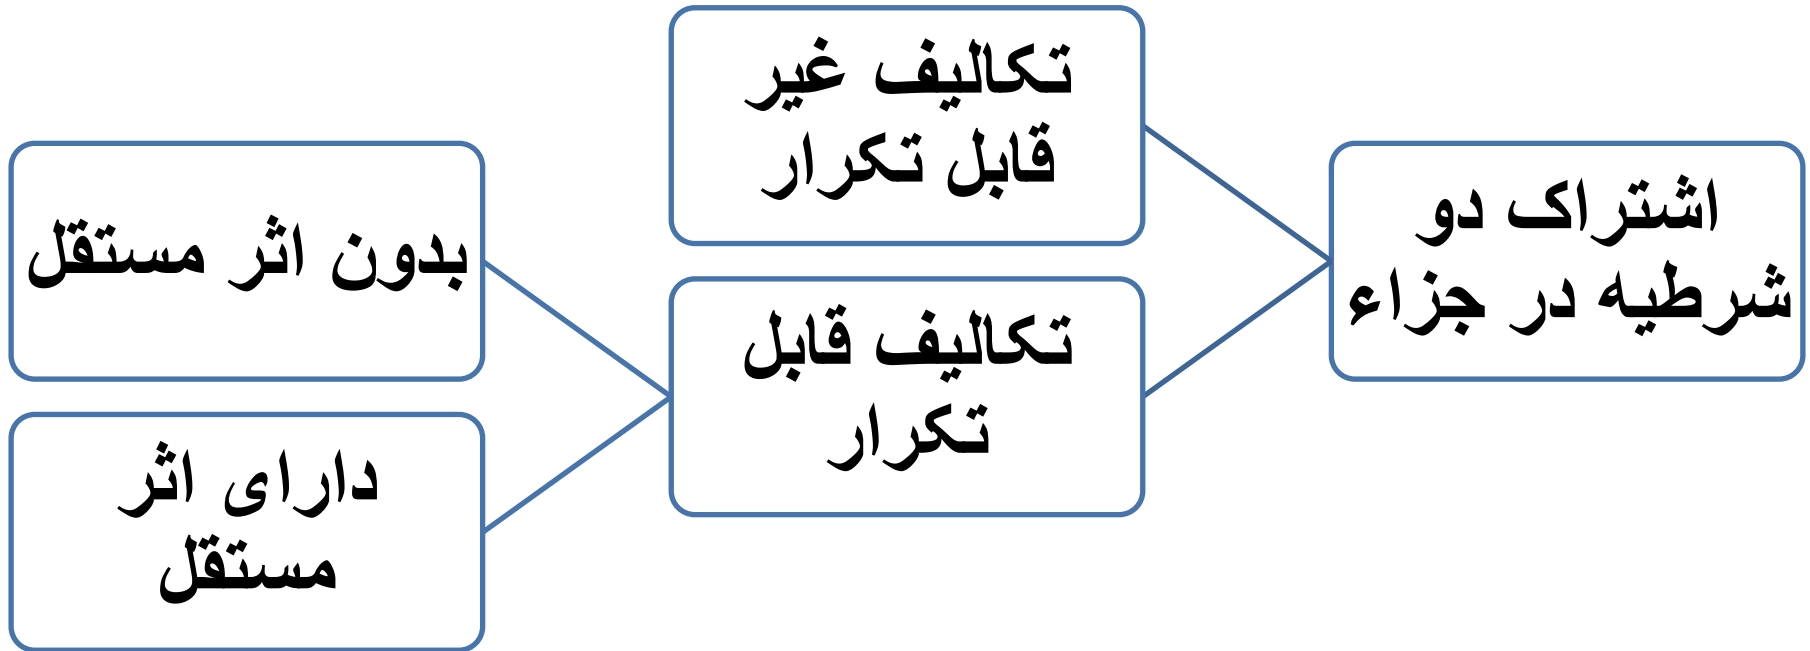 اشتراک دو
شرطیه در جزاء
تکالیف غیر
قابل تکرار
تکالیف قابل
تکرار
بدون اثر مستقل
دارای اثر
مستقل